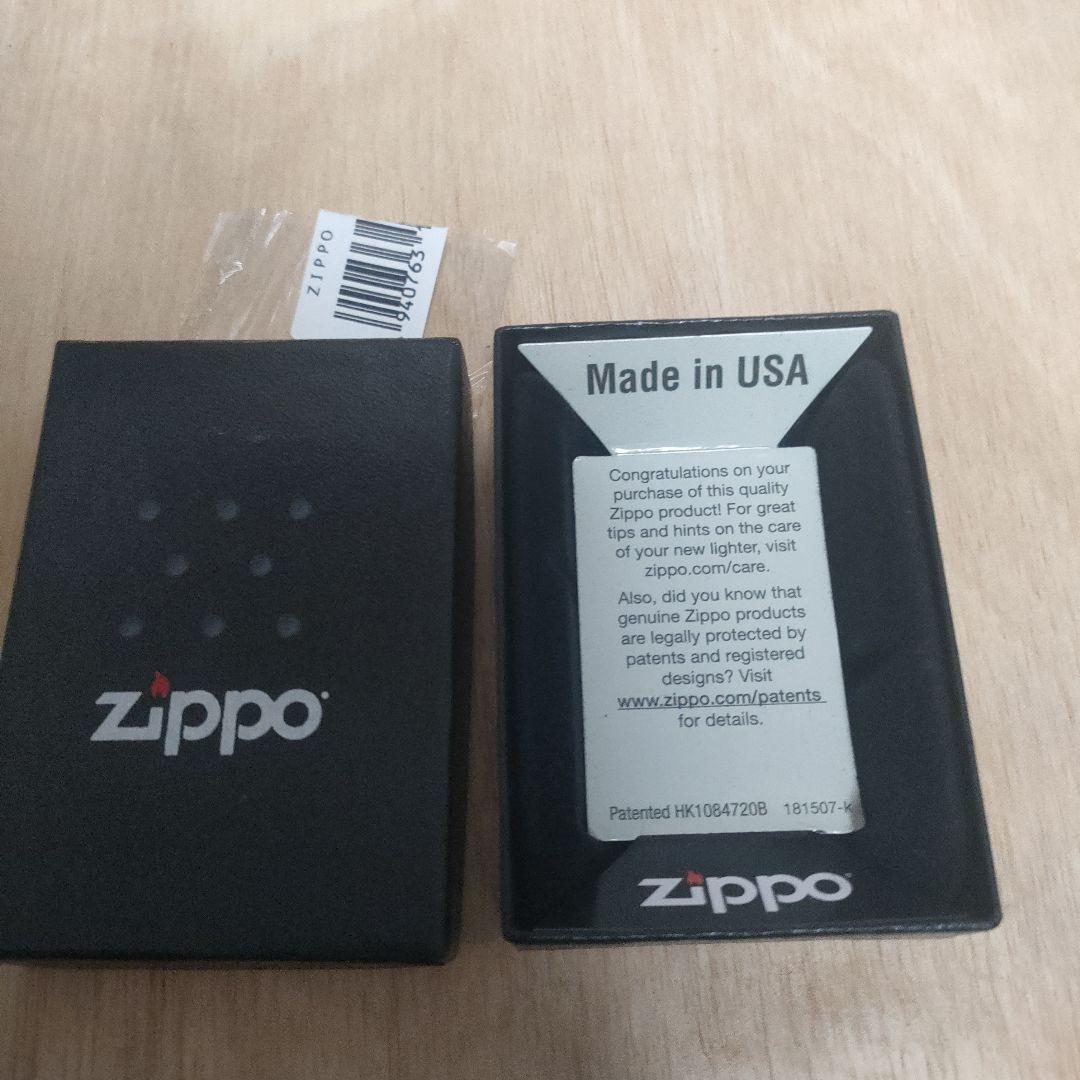 ZIPPO
940763 1
zippo
Made in USA
Congratulations on your
purchase of this quality
Zippo product! For great
tips and hints on the care
of your new lighter, visit
zippo.com/care.
Also, did you know that
genuine Zippo products
are legally protected by
patents and registered
designs? Visit
www.zippo.com/patents
for details.
Patented HK1084720B 181507-k
zippo